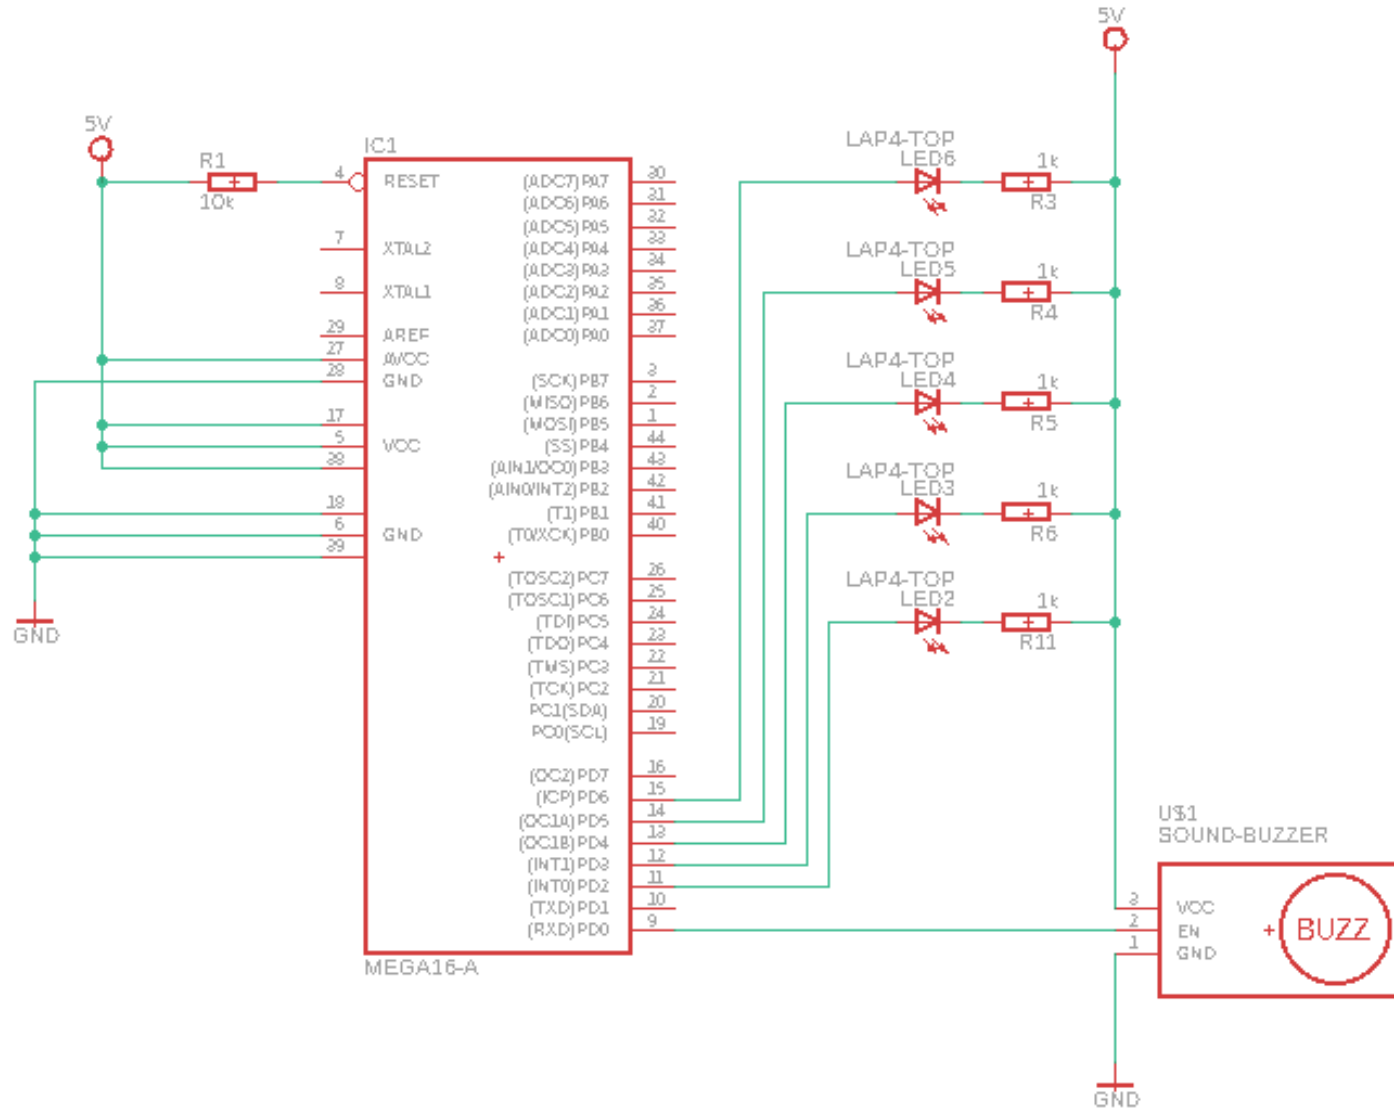 5V
5V
R1
10k
IC1
4
RESET
7
XTAL2
8
XTAL1
29
AREF
27
AVCC
28
GND
17
5
VCC
38
18
6
GND
39
(ADC7)PA7
30
(ADC6)PA6
31
(ADC5)PA5
32
(ADC4)PA4
33
(ADC3)PA3
34
(ADC2)PA2
35
(ADC1)PA1
36
(ADC0)PA0
37
(SCK)PB7
3
(MISO)PB6
2
(MOSI)PB5
1
(SS)PB4
44
(AIN1/OC0)PB3
43
(AIN0/INT2)PB2
42
(T1)PB1
41
(T0/XCK)PB0
40
(TOSC2)PC7
26
(TOSC1)PC6
25
(TDI)PC5
24
(TDO)PC4
23
(TMS)PC3
22
(TCK)PC2
21
PC1(SDA)
20
PC0(SCL)
19
(OC2)PD7
16
(ICP)PD6
15
(OC1A)PD5
14
(OC1B)PD4
13
(INT1)PD3
12
(INT0)PD2
11
(TXD)PD1
10
(RXD)PD0
9
MEGA16-A
GND
LAP4-TOP
LED6
1k
R3
LAP4-TOP
LED5
1k
R4
LAP4-TOP
LED4
1k
R5
LAP4-TOP
LED3
1k
R6
LAP4-TOP
LED2
1k
R11
U$1
SOUND-BUZZER
3
VCC
2
EN
1
GND
BUZZ
GND